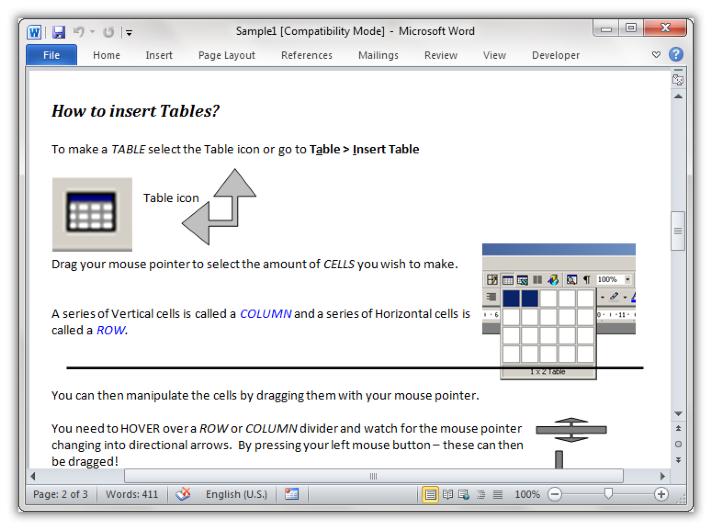 Sample1 [Compatibility Mode] - Microsoft Word
File Home Insert Page Layout References Mailings Review View Developer
How to insert Tables?
To make a TABLE select the Table icon or go to Table > Insert Table
Table icon
Drag your mouse pointer to select the amount of CELLS you wish to make.
100%
A series of Vertical cells is called a COLUMN and a series of Horizontal cells is
called a ROW.
1 x 2 Table
You can then manipulate the cells by dragging them with your mouse pointer.
You need to HOVER over a ROW or COLUMN divider and watch for the mouse pointer
changing into directional arrows. By pressing your left mouse button – these can then
be dragged!
Page: 2 of 3 Words: 411 English (U.S.) 100%